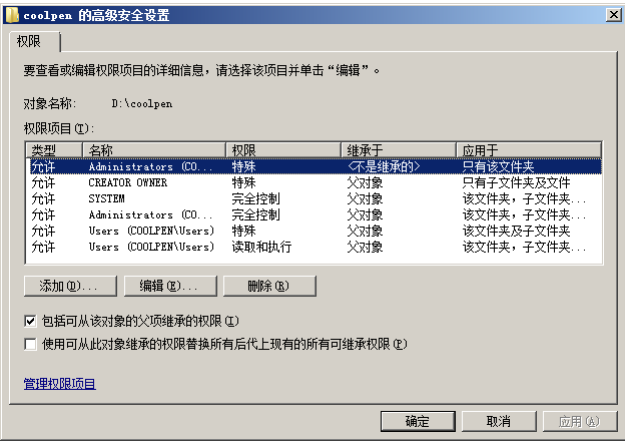 coolpen 的高级安全设置
权限
要查看或编辑权限项目的详细信息，请选择该项目并单击“编辑”。
对象名称: D:\coolpen
权限项目(T):
类型 名称 权限 继承于 应用于
允许 Administrators (CO... 特殊 <不是继承的> 只有该文件夹
允许 CREATOR OWNER 特殊 父对象 只有子文件夹及文件
允许 SYSTEM 完全控制 父对象 该文件夹，子文件夹...
允许 Administrators (CO... 完全控制 父对象 该文件夹，子文件夹...
允许 Users (COOLPEN\Users) 特殊 父对象 该文件夹及子文件夹
允许 Users (COOLPEN\Users) 读取和执行 父对象 该文件夹，子文件夹...
添加(D)... 编辑(E)... 删除(R)
包括可从该对象的父项继承的权限(I)
使用可从此对象继承的权限替换所有后代上现有的所有可继承权限(P)
管理权限项目
确定 取消 应用(A)